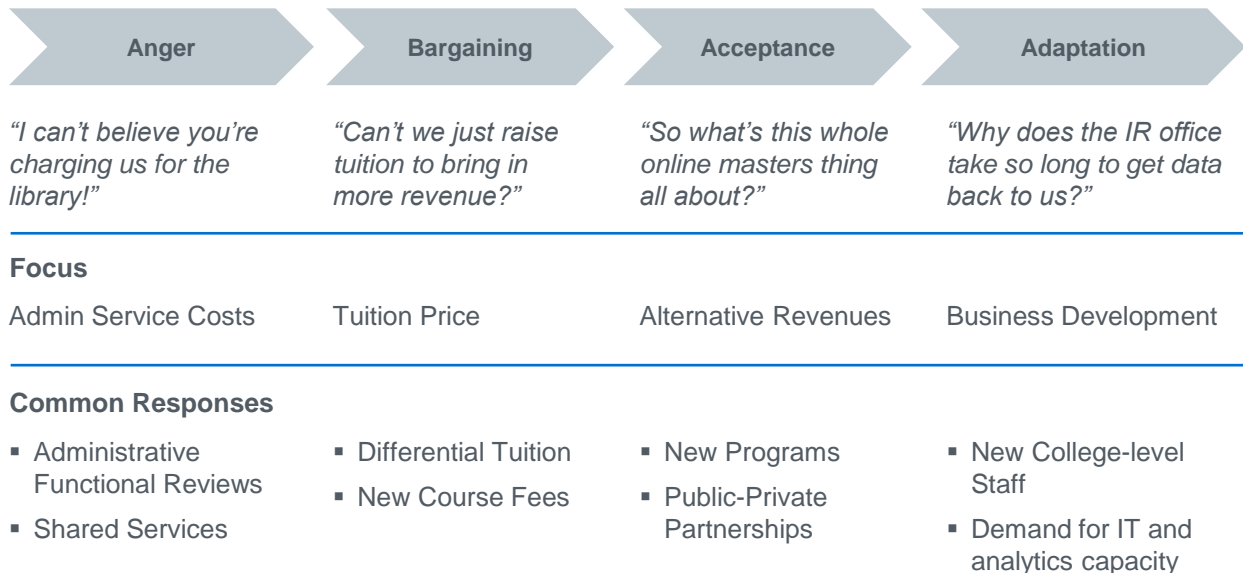 Anger
Bargaining
Acceptance
Adaptation
“I can’t believe you’re
charging us for the
library!”
“Can’t we just raise
tuition to bring in
more revenue?”
“So what’s this whole
online masters thing
all about?”
“Why does the IR office
take so long to get data
back to us?”
Focus
Admin Service Costs
Tuition Price
Alternative Revenues
Business Development
Common Responses
▪ Administrative
Functional Reviews
▪ Shared Services
▪ Differential Tuition
▪ New Course Fees
▪ New Programs
▪ Public-Private
Partnerships
▪ New College-level
Staff
▪ Demand for IT and
analytics capacity